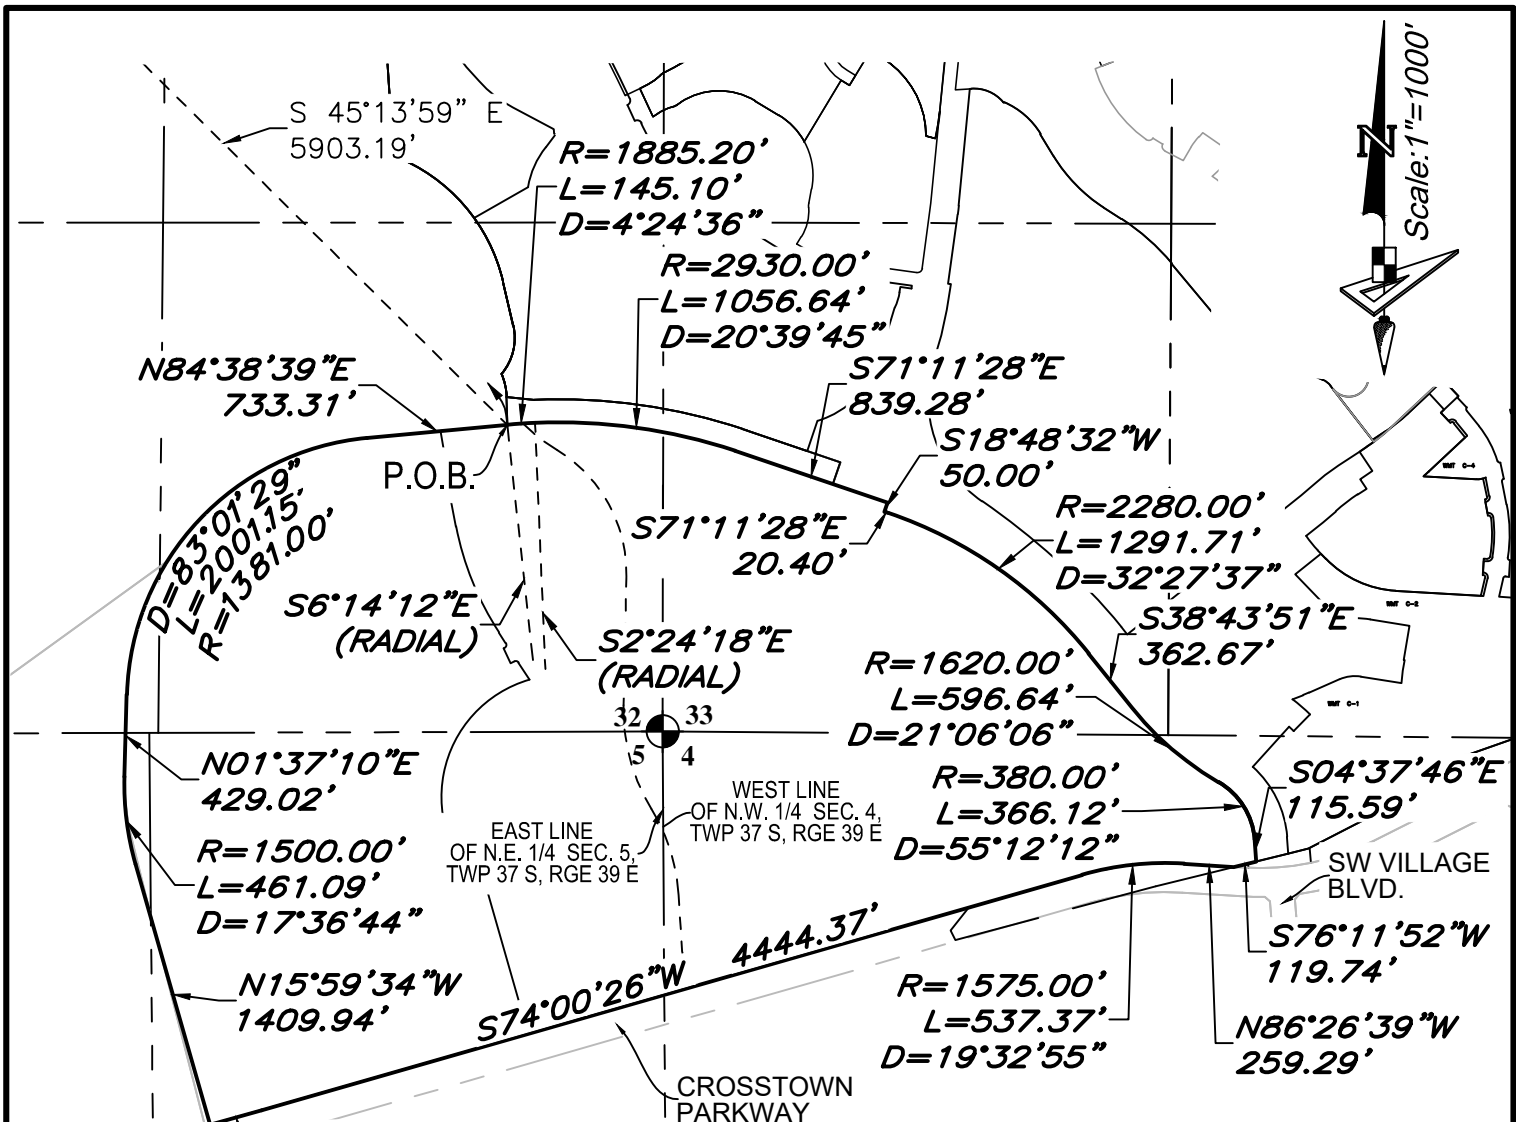 S 45°13'59" E
5903.19'
R=1885.20'
L=145.10'
D=4°24'36"
R=2930.00'
L=1056.64'
D=20°39'45"
N
Scale:1"=1000'
N84°38'39"E
733.31'
S71°11'28"E
839.28'
S18°48'32"W
50.00'
P.O.B.
D=83°01'29"
L=2001.15'
R=1381.00'
S71°11'28"E
20.40'
R=2280.00'
L=1291.71'
D=32°27'37"
WMT C-4
WMT C-2
WMT C-1
S6°14'12"E
(RADIAL)
S2°24'18"E
(RADIAL)
S38°43'51"E
362.67'
R=1620.00'
L=596.64'
D=21°06'06"
32 33
5 4
N01°37'10"E
429.02'
WEST LINE
OF N.W. 1/4 SEC. 4,
TWP 37 S, RGE 39 E
R=380.00'
L=366.12'
D=55°12'12"
S04°37'46"E
115.59'
EAST LINE
OF N.E. 1/4 SEC. 5,
TWP 37 S, RGE 39 E
R=1500.00'
L=461.09'
D=17°36'44"
SW VILLAGE
BLVD.
S76°11'52"W
119.74'
N15°59'34"W
1409.94'
S74°00'26"W 4444.37'
R=1575.00'
L=537.37'
D=19°32'55"
N86°26'39"W
259.29'
CROSSTOWN
PARKWAY